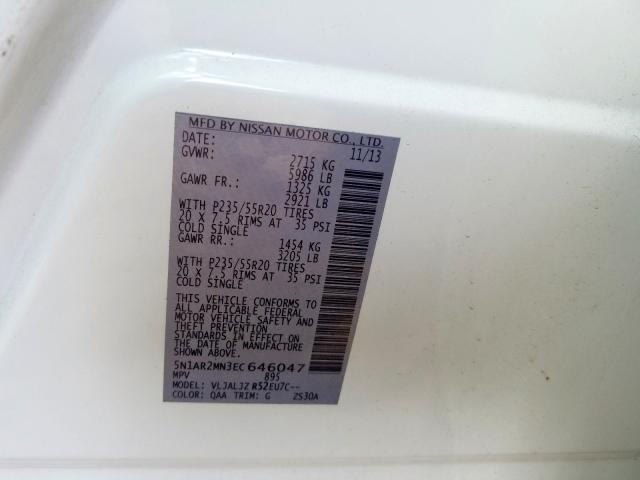 MFD BY NISSAN MOTOR CO., LTD.
DATE: 11/13
GVWR: 2715 KG
5986 LB
GAWR FR.: 1325 KG
2921 LB
WITH P235/55R20 TIRES
20 X 7.5 RIMS AT 35 PSI
COLD SINGLE
GAWR RR.: 1454 KG
3205 LB
WITH P235/55R20 TIRES
20 X 7.5 RIMS AT 35 PSI
COLD SINGLE
THIS VEHICLE CONFORMS TO
ALL APPLICABLE FEDERAL
MOTOR VEHICLE SAFETY AND
THEFT PREVENTION
STANDARDS IN EFFECT ON
THE DATE OF MANUFACTURE
SHOWN ABOVE.
5N1AR2MN3EC646047
MPV 895
MODEL: VLJALJZ R52EU7C--
COLOR: QAA TRIM: G ZS30A